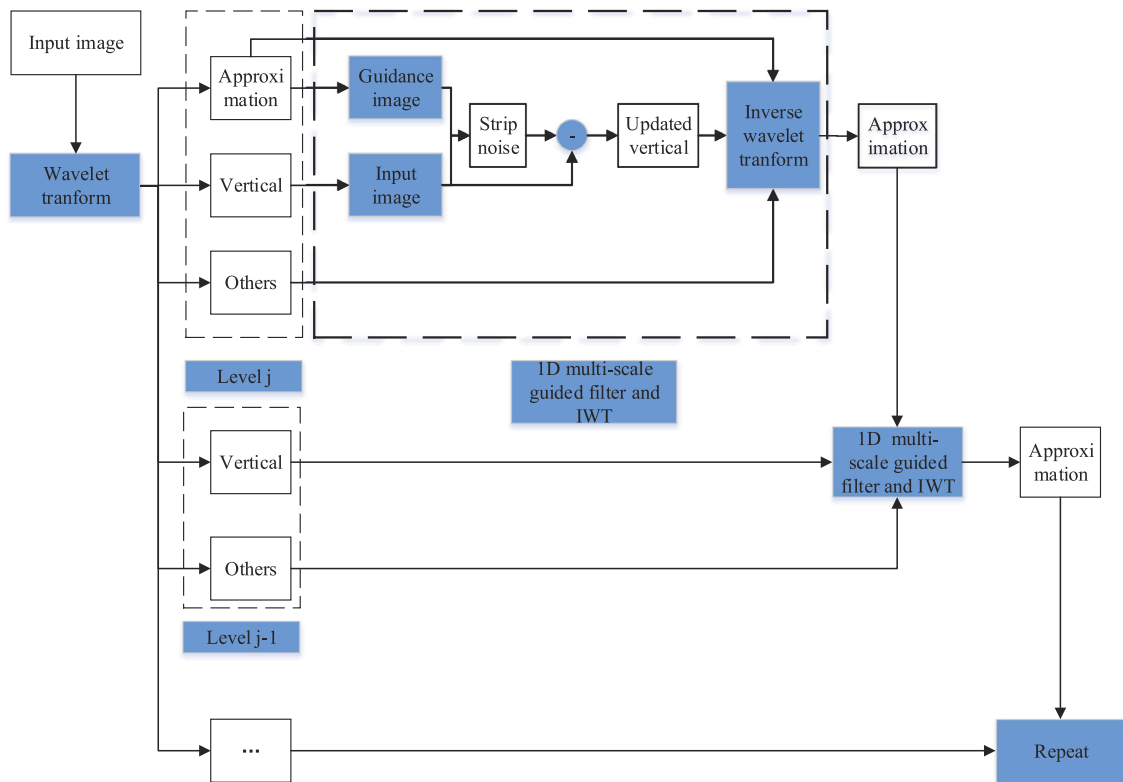 Input image
Wavelet
tranform
Approxi
mation
Vertical
Others
Guidance
image
Input
image
Strip
noise
-
Updated
vertical
Inverse
wavelet
tranform
Approx
imation
Level j
1D multi-scale
guided filter and
IWT
Vertical
Others
Level j-1
1D multi-
scale guided
filter and IWT
Approxi
mation
...
Repeat